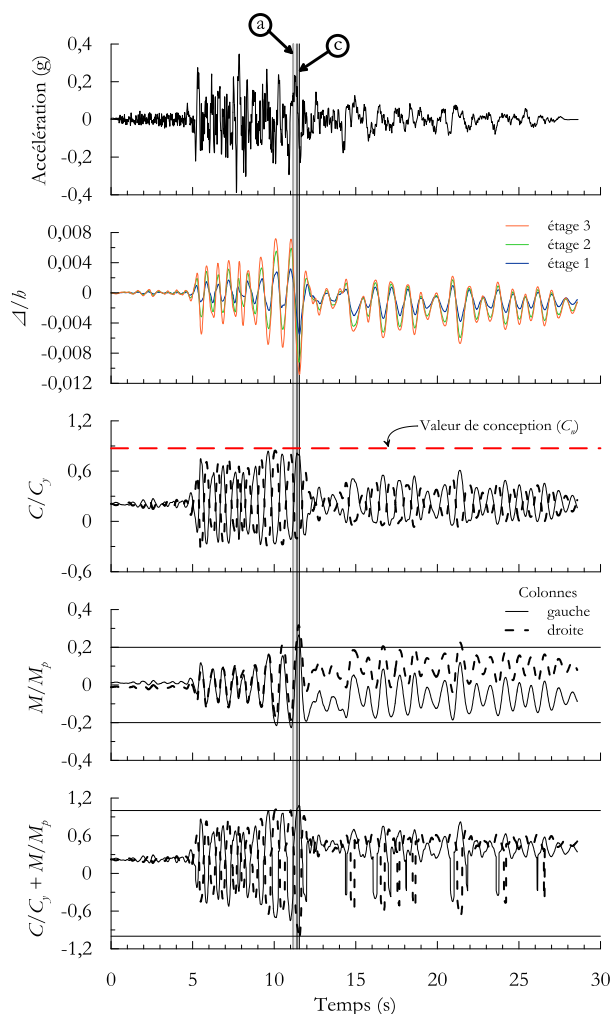 a
c
Accélération (g)
0,4
0,2
0
-0,2
-0,4
Δ/h
0,008
0,004
0
-0,004
-0,008
-0,012
étage 3
étage 2
étage 1
C/Cy
1,2
0,6
0
-0,6
Valeur de conception (Cn)
M/Mp
0,4
0,2
0
-0,2
-0,4
Colonnes
gauche
droite
C/Cy + M/Mp
1,2
0,6
0
-0,6
-1,2
0 5 10 15 20 25 30
Temps (s)